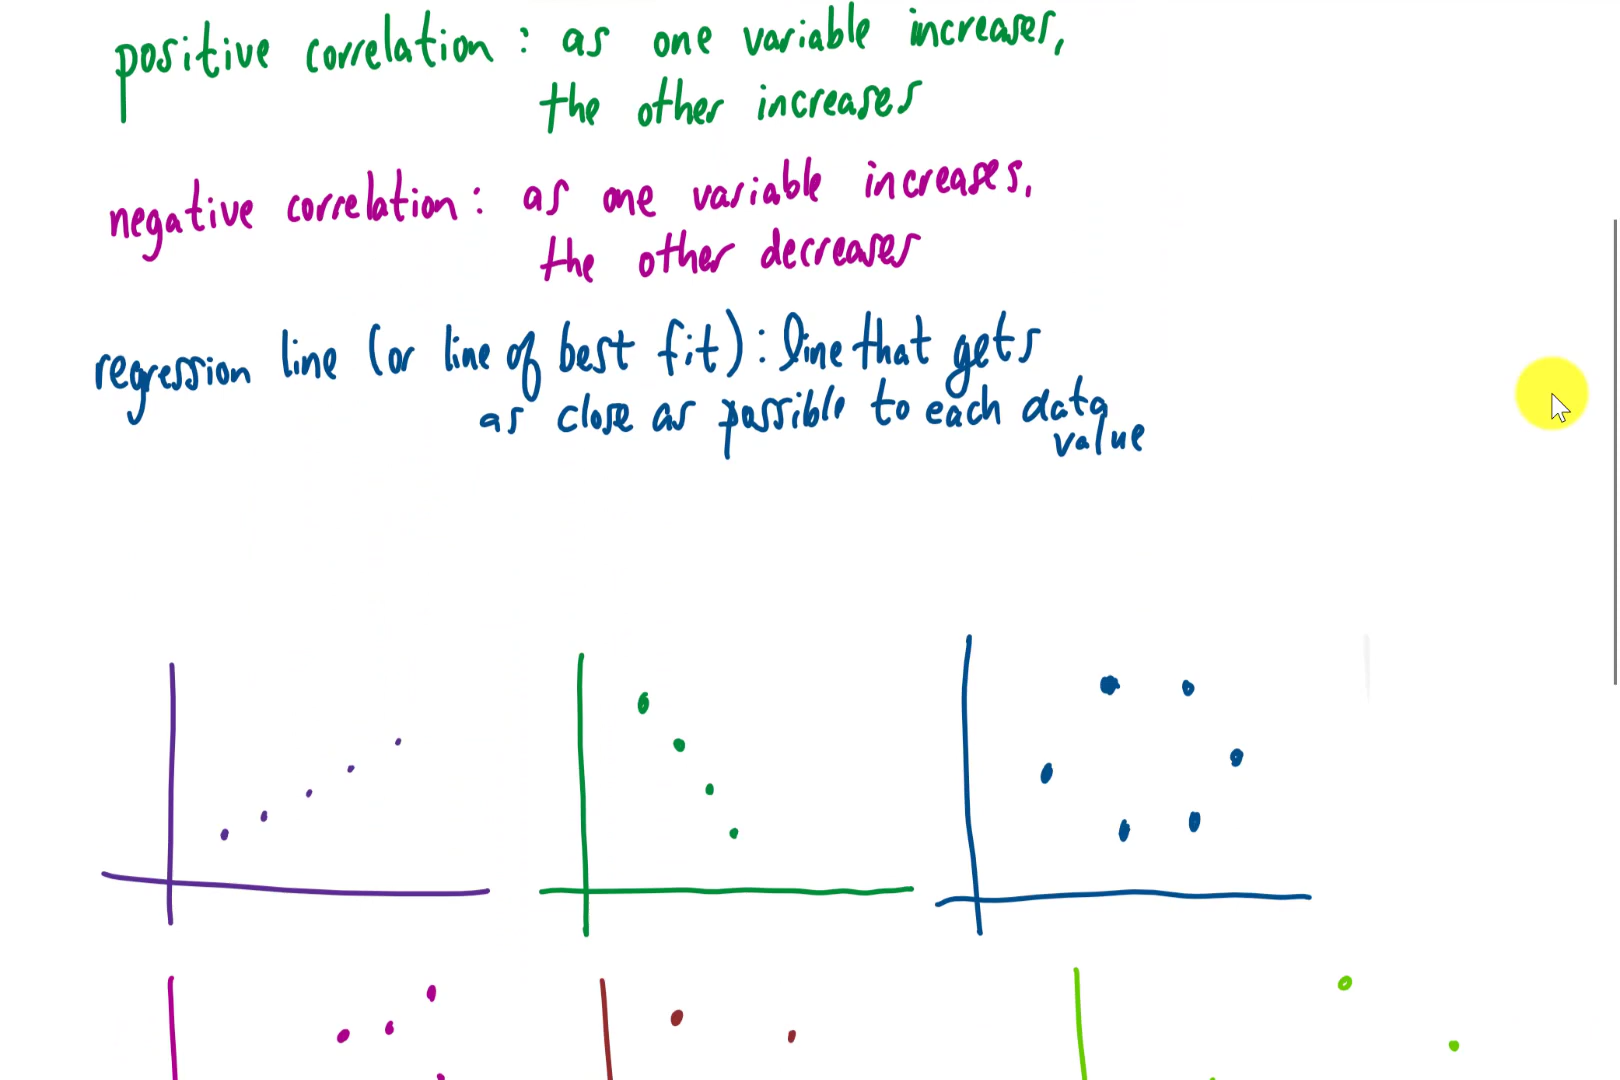 positive correlation : as one variable increases,
the other increases
negative correlation : as one variable increases,
the other decreases
regression line (or line of best fit) : line that gets
as close as possible to each data
value